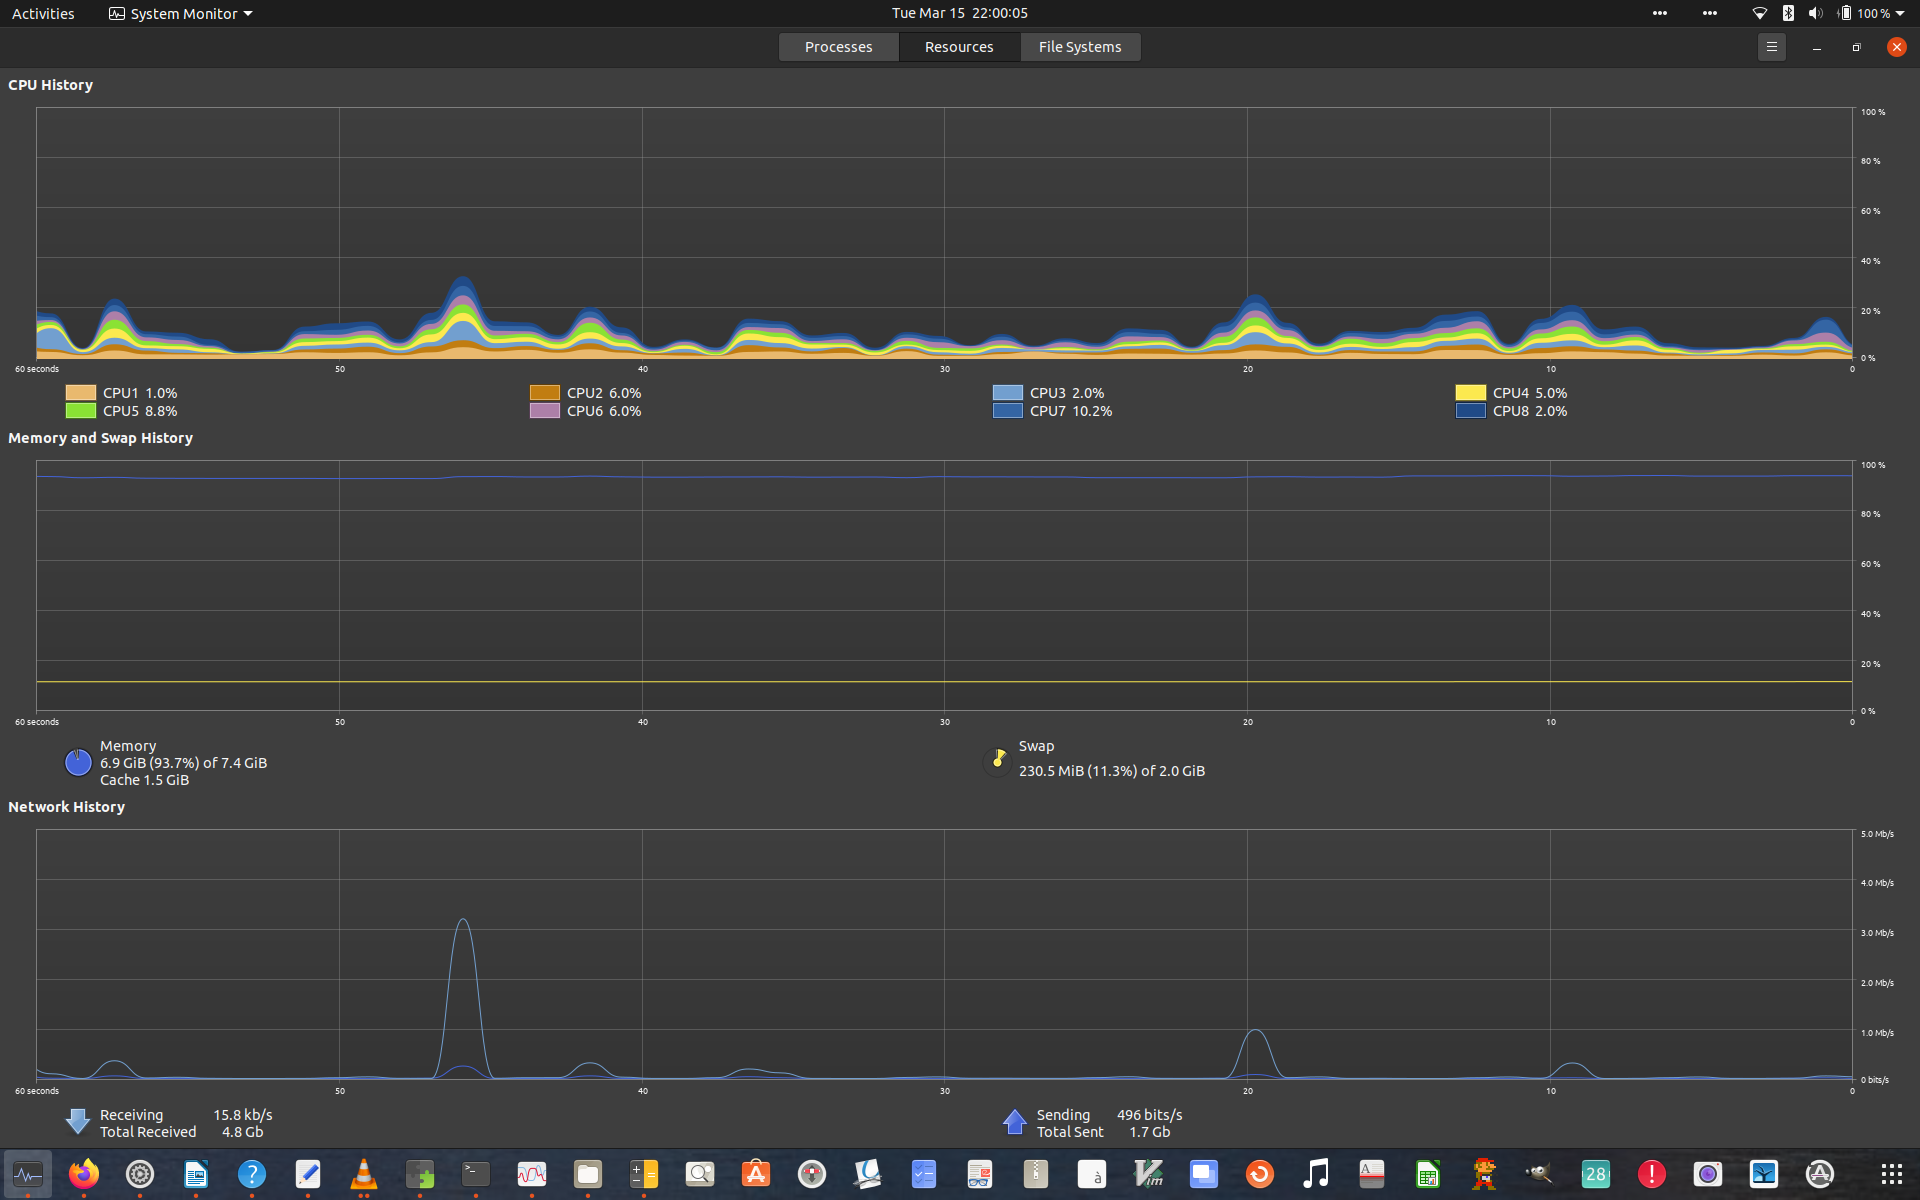 Activities System Monitor Tue Mar 15 22:00:05 100 %
Processes Resources File Systems
CPU History
100 %
80 %
60 %
40 %
20 %
0 %
60 seconds 50 40 30 20 10 0
CPU1 1.0% CPU2 6.0% CPU3 2.0% CPU4 5.0%
CPU5 8.8% CPU6 6.0% CPU7 10.2% CPU8 2.0%
Memory and Swap History
100 %
80 %
60 %
40 %
20 %
0 %
60 seconds 50 40 30 20 10 0
Memory
6.9 GiB (93.7%) of 7.4 GiB
Cache 1.5 GiB
Swap
230.5 MiB (11.3%) of 2.0 GiB
Network History
5.0 Mb/s
4.0 Mb/s
3.0 Mb/s
2.0 Mb/s
1.0 Mb/s
0 bits/s
60 seconds 50 40 30 20 10 0
Receiving 15.8 kb/s
Total Received 4.8 Gb
Sending 496 bits/s
Total Sent 1.7 Gb
? >_ A à Vim A 28 !